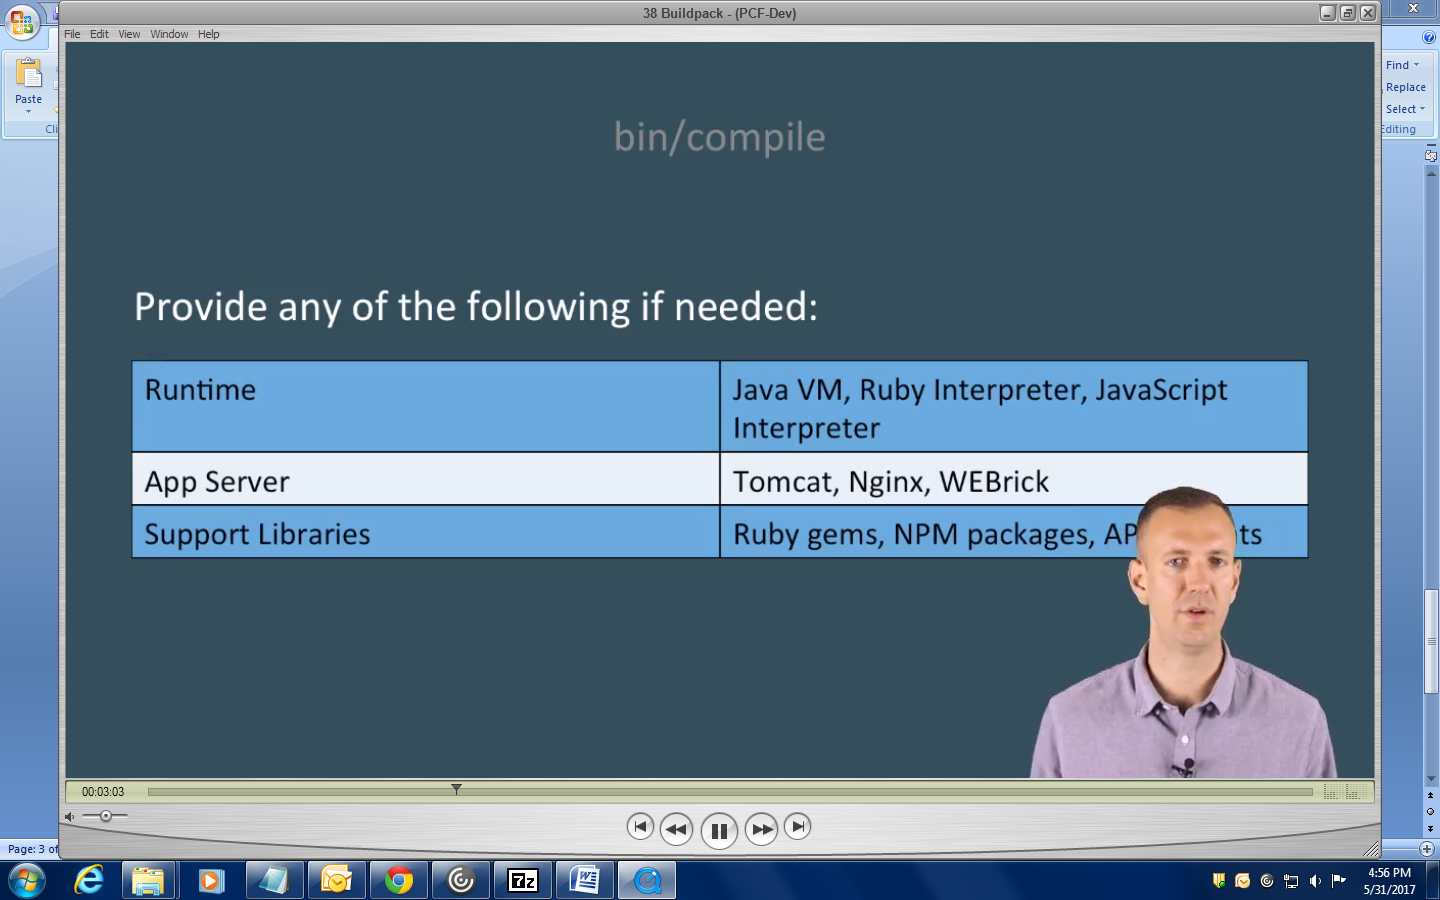 38 Buildpack - (PCF-Dev)
File Edit View Window Help
Paste
Find
Replace
Select
Editing
bin/compile
Provide any of the following if needed:
Runtime
Java VM, Ruby Interpreter, JavaScript
Interpreter
App Server
Tomcat, Nginx, WEBrick
Support Libraries
Ruby gems, NPM packages,
00:03:03
Page: 3 of
7z
4:56 PM
5/31/2017